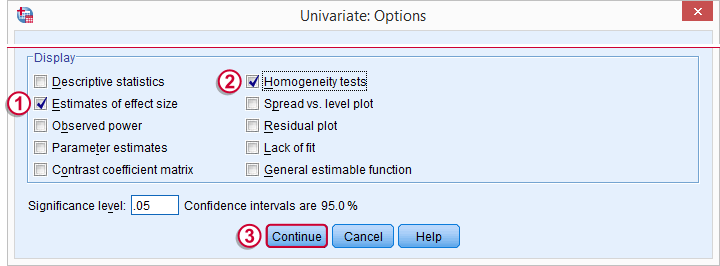 Univariate: Options
Display
Descriptive statistics
2 Homogeneity tests
1 Estimates of effect size
Spread vs. level plot
Observed power
Residual plot
Parameter estimates
Lack of fit
Contrast coefficient matrix
General estimable function
Significance level: .05 Confidence intervals are 95.0 %
3 Continue Cancel Help